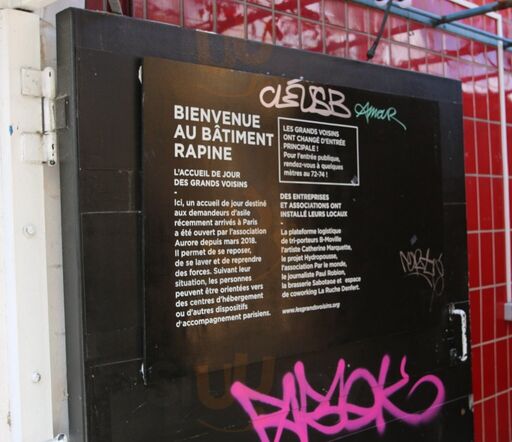 CLÉUBB
AMOUR
BIENVENUE
AU BÂTIMENT
RAPINE
L'ACCUEIL DE JOUR
DES GRANDS VOISINS
Ici, un accueil de jour destiné
aux demandeurs d'asile
récemment arrivés à Paris
a été ouvert par l'association
Aurore depuis mars 2018.
Il permet de se reposer,
de se laver et de reprendre
des forces. Suivant leur
situation, les personnes
peuvent être orientées vers
des centres d'hébergement
ou d'autres dispositifs
d'accompagnement parisiens.
LES GRANDS VOISINS
ONT CHANGÉ D'ENTRÉE
PRINCIPALE !
Pour l'entrée publique,
rendez-vous à quelques
mètres au 72-74 !
DES ENTREPRISES
ET ASSOCIATIONS ONT
INSTALLÉ LEURS LOCAUX
La plateforme logistique
de tri-porteurs B-Moville
l'artiste Catherine Marquette,
le projet Hydropousse,
l'association Par le monde,
le journaliste Paul Robion,
la brasserie Sabotane et espace
de coworking La Ruche Denfert.
www.lesgrandsvoisins.org